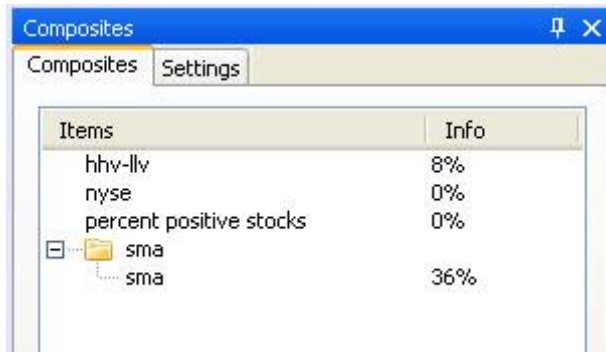 Composites
Composites Settings
Items Info
hhv-llv 8%
nyse 0%
percent positive stocks 0%
sma
sma 36%